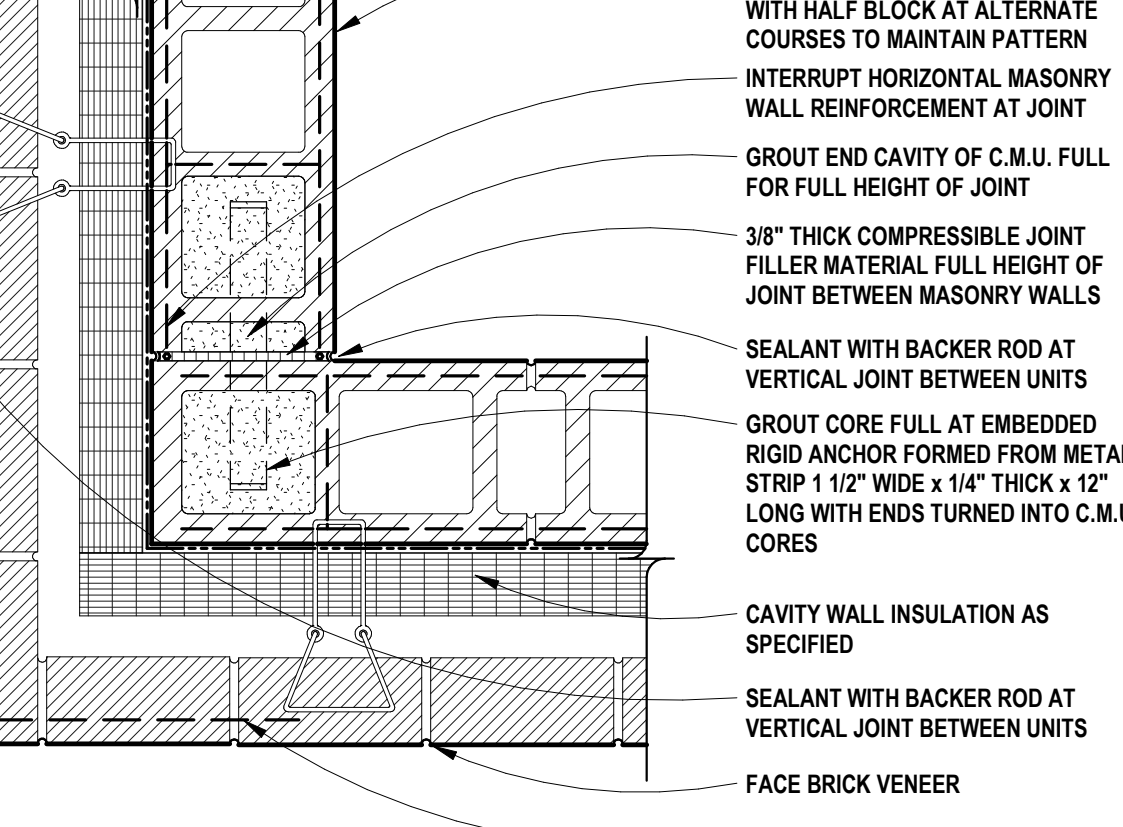 WITH HALF BLOCK AT ALTERNATE
COURSES TO MAINTAIN PATTERN
INTERRUPT HORIZONTAL MASONRY
WALL REINFORCEMENT AT JOINT
GROUT END CAVITY OF C.M.U. FULL
FOR FULL HEIGHT OF JOINT
3/8" THICK COMPRESSIBLE JOINT
FILLER MATERIAL FULL HEIGHT OF
JOINT BETWEEN MASONRY WALLS
SEALANT WITH BACKER ROD AT
VERTICAL JOINT BETWEEN UNITS
GROUT CORE FULL AT EMBEDDED
RIGID ANCHOR FORMED FROM METAL
STRIP 1 1/2" WIDE x 1/4" THICK x 12"
LONG WITH ENDS TURNED INTO C.M.U
CORES
CAVITY WALL INSULATION AS
SPECIFIED
SEALANT WITH BACKER ROD AT
VERTICAL JOINT BETWEEN UNITS
FACE BRICK VENEER